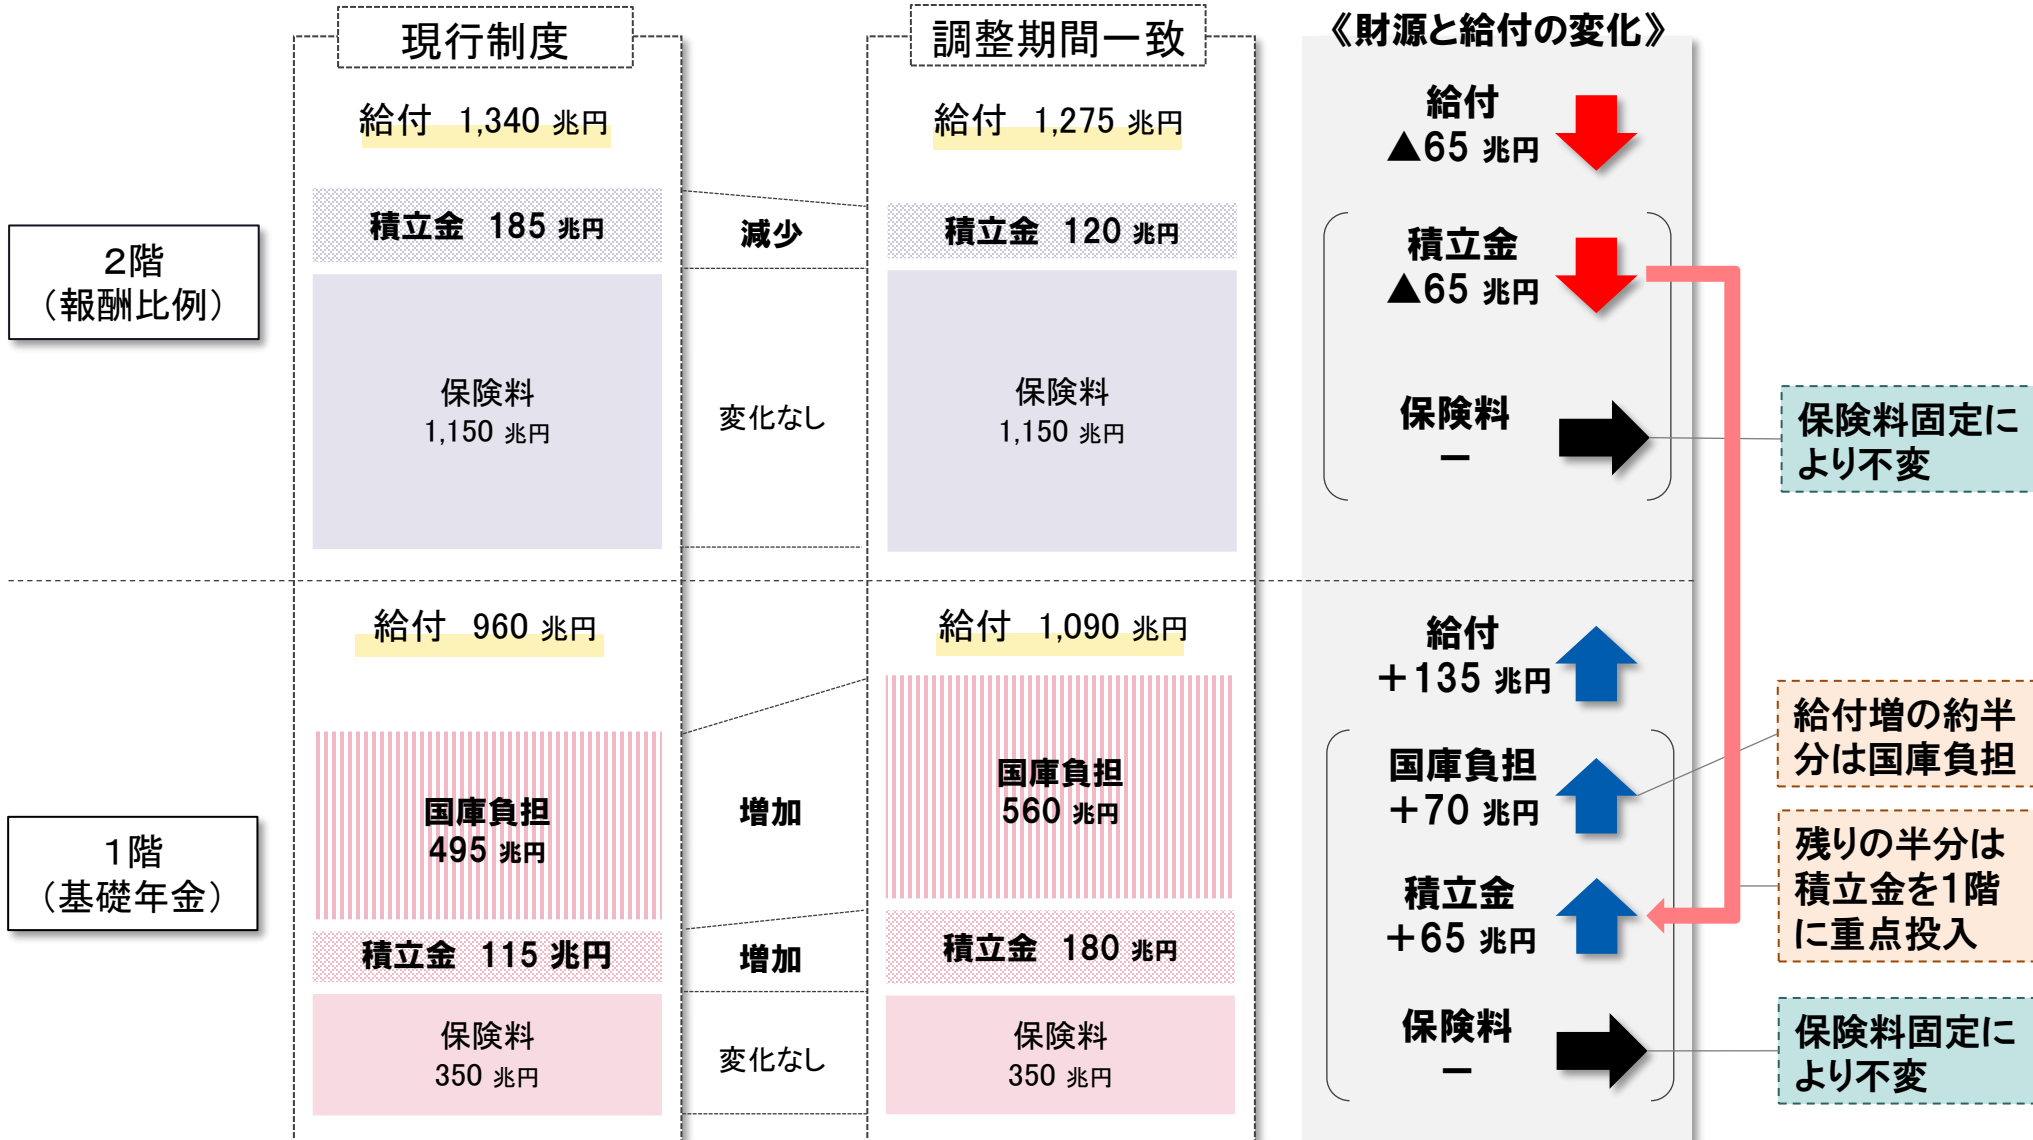 現行制度
調整期間一致
《財源と給付の変化》
2階
（報酬比例）
給付 1,340 兆円
積立金 185 兆円
保険料
1,150 兆円
減少
変化なし
給付 1,275 兆円
積立金 120 兆円
保険料
1,150 兆円
給付
▲65 兆円
積立金
▲65 兆円
保険料
－
保険料固定に
より不変
1階
（基礎年金）
給付 960 兆円
国庫負担
495 兆円
積立金 115 兆円
保険料
350 兆円
増加
増加
変化なし
給付 1,090 兆円
国庫負担
560 兆円
積立金 180 兆円
保険料
350 兆円
給付
＋135 兆円
国庫負担
＋70 兆円
積立金
＋65 兆円
保険料
－
給付増の約半
分は国庫負担
残りの半分は
積立金を1階
に重点投入
保険料固定に
より不変